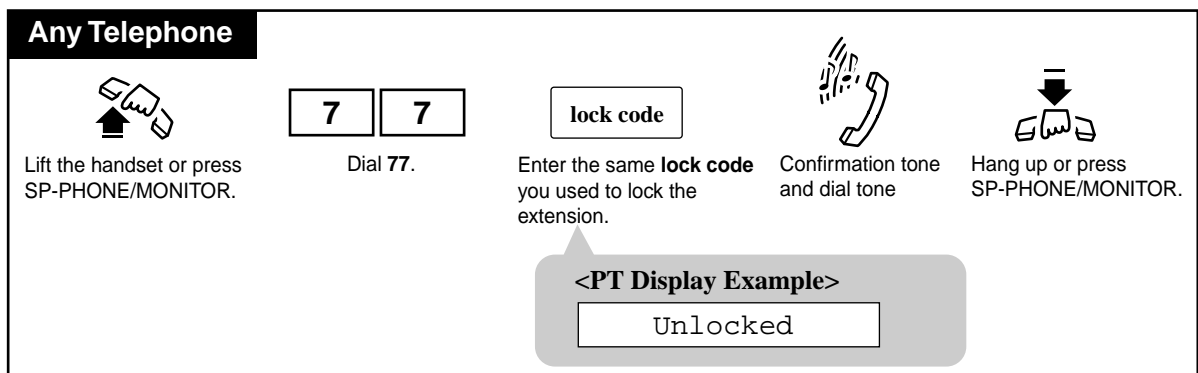 Any Telephone
7 7
lock code
Lift the handset or press
SP-PHONE/MONITOR.
Dial 77.
Enter the same lock code
you used to lock the
extension.
Confirmation tone
and dial tone
Hang up or press
SP-PHONE/MONITOR.
<PT Display Example>
Unlocked